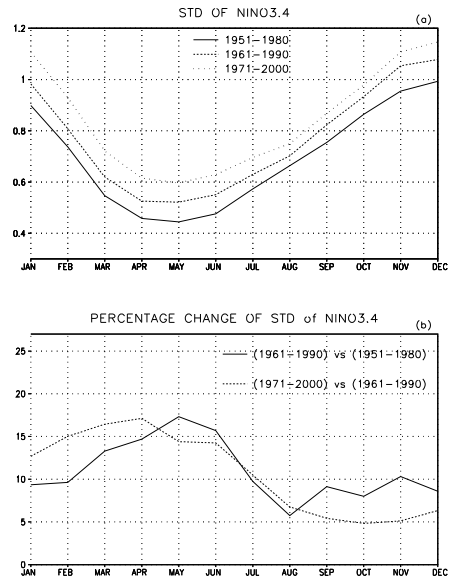 STD OF NINO3.4
(a)
1951-1980
1961-1990
1971-2000
1.2
1
0.8
0.6
0.4
JAN FEB MAR APR MAY JUN JUL AUG SEP OCT NOV DEC
PERCENTAGE CHANGE OF STD of NINO3.4
(b)
(1961-1990) vs (1951-1980)
(1971-2000) vs (1961-1990)
25
20
15
10
5
0
JAN FEB MAR APR MAY JUN JUL AUG SEP OCT NOV DEC